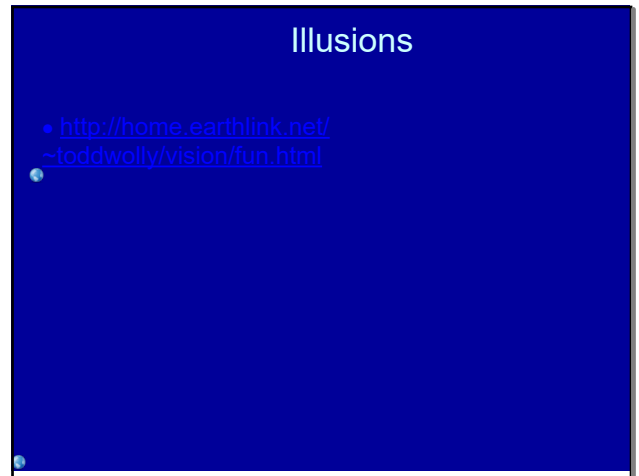 Illusions
• http://home.earthlink.net/
~toddwolly/vision/fun.html